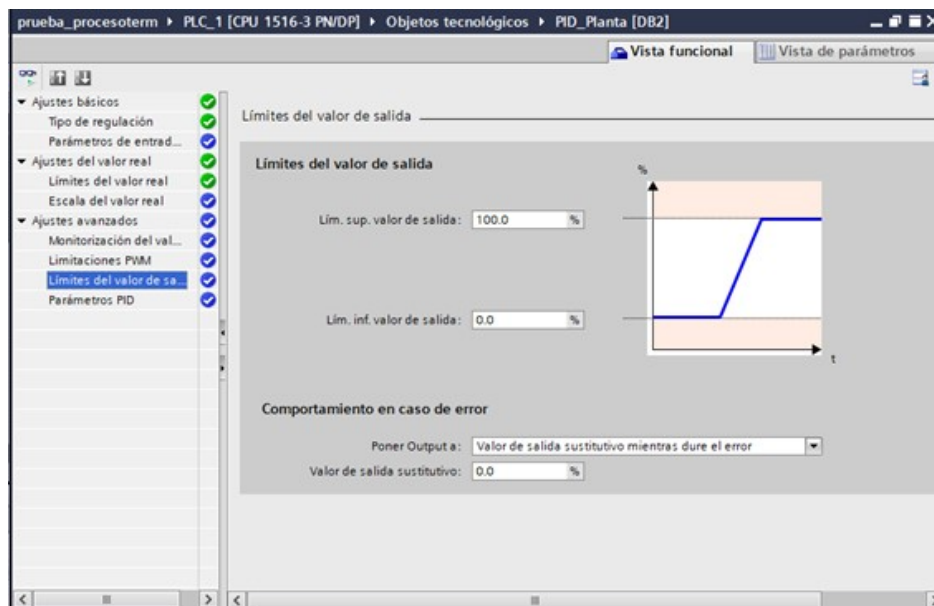 prueba_procesoterm ▸ PLC_1 [CPU 1516-3 PN/DP] ▸ Objetos tecnológicos ▸ PID_Planta [DB2]
Vista funcional
Vista de parámetros
Ajustes básicos
Tipo de regulación
Parámetros de entrad...
Ajustes del valor real
Límites del valor real
Escala del valor real
Ajustes avanzados
Monitorización del val...
Limitaciones PWM
Límites del valor de sa...
Parámetros PID
Límites del valor de salida
Límites del valor de salida
%
Lím. sup. valor de salida: 100.0 %
Lím. inf. valor de salida: 0.0 %
t
Comportamiento en caso de error
Poner Output a: Valor de salida sustitutivo mientras dure el error
Valor de salida sustitutivo: 0.0 %